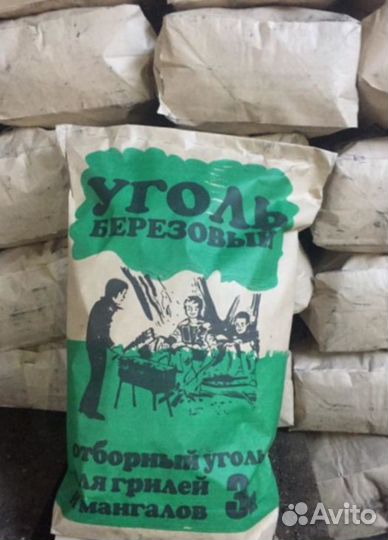 УГОЛЬ
БЕРЕЗОВЫЙ
отборный уголь
для грилей
и мангалов
Avito